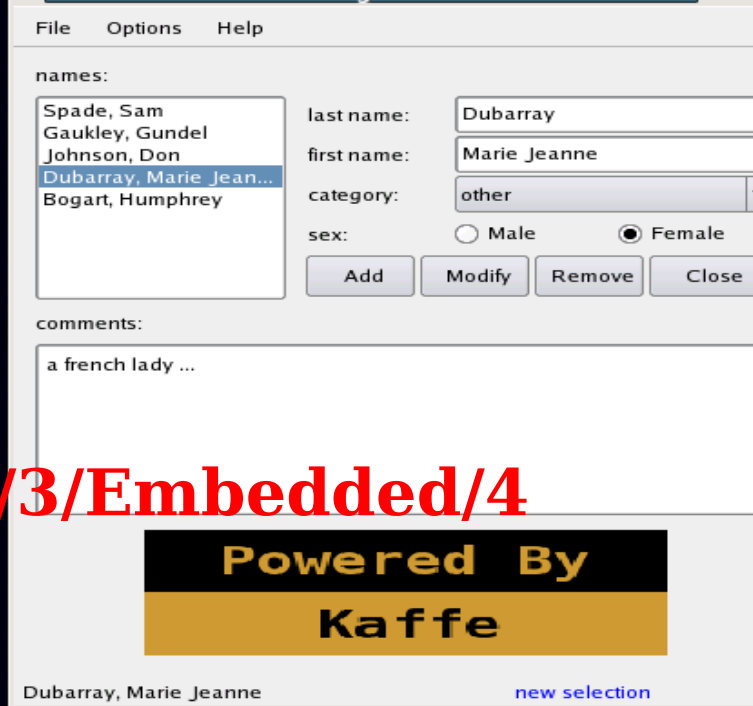 File Options Help
names:
Spade, Sam
Gaukley, Gundel
Johnson, Don
Dubarray, Marie Jean...
Bogart, Humphrey
last name: Dubarray
first name: Marie Jeanne
category: other
sex: Male Female
Add Modify Remove Close
comments:
a french lady ...
/3/Embedded/4
Powered By
Kaffe
Dubarray, Marie Jeanne new selection